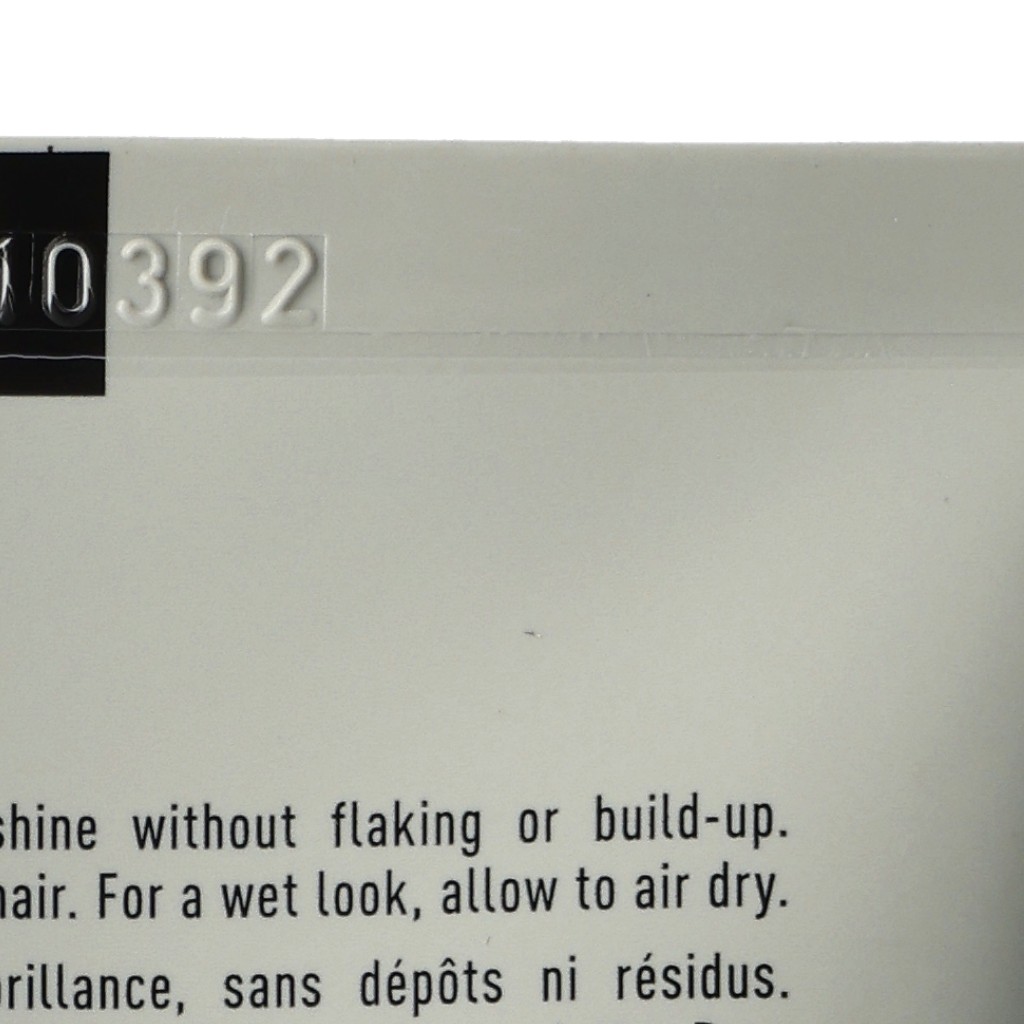 0392
shine without flaking or build-up.
hair. For a wet look, allow to air dry.
brillance, sans dépôts ni résidus.